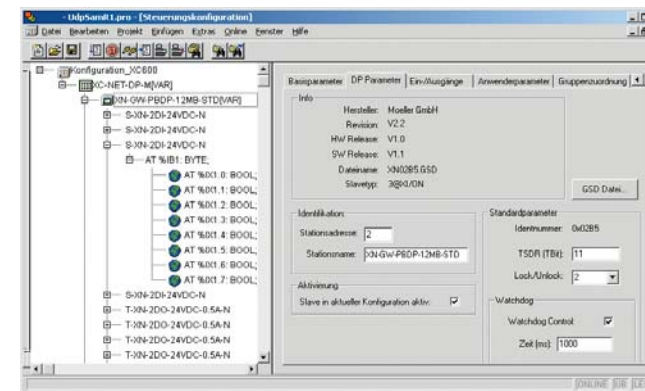 - UdpSamR1.pro - [Steuerungskonfiguration]
Datei Bearbeiten Projekt Einfügen Extras Online Fenster Hilfe
Konfiguration_XC600
XC-NET-DP-M[VAR]
XN-GW-PBDP-12MB-STD[VAR]
S-XN-2DI-24VDC-N
S-XN-2DI-24VDC-N
S-XN-2DI-24VDC-N
AT %IB1: BYTE;
AT %IX1.0: BOOL;
AT %IX1.1: BOOL;
AT %IX1.2: BOOL;
AT %IX1.3: BOOL;
AT %IX1.4: BOOL;
AT %IX1.5: BOOL;
AT %IX1.6: BOOL;
AT %IX1.7: BOOL;
S-XN-2DI-24VDC-N
T-XN-2DO-24VDC-0.5A-N
T-XN-2DO-24VDC-0.5A-N
T-XN-2DO-24VDC-0.5A-N
Basisparameter DP Parameter Ein-/Ausgänge Anwenderparameter Gruppenzuordnung
Info
Hersteller: Moeller GmbH
Revision: V2.2
HW Release: V1.0
SW Release: V1.1
Dateiname: XN02B5.GSD
Slavetyp: 3@XI/ON
GSD Datei...
Identifikation
Stationsadresse: 2
Stationsname: XN-GW-PBDP-12MB-STD
Aktivierung
Slave in aktueller Konfiguration aktiv:
Standardparameter
Identnummer: 0x02B5
TSDR (TBit): 11
Lock/Unlock: 2
Watchdog
Watchdog Control:
Zeit (ms): 1000
ONLINE ÜB